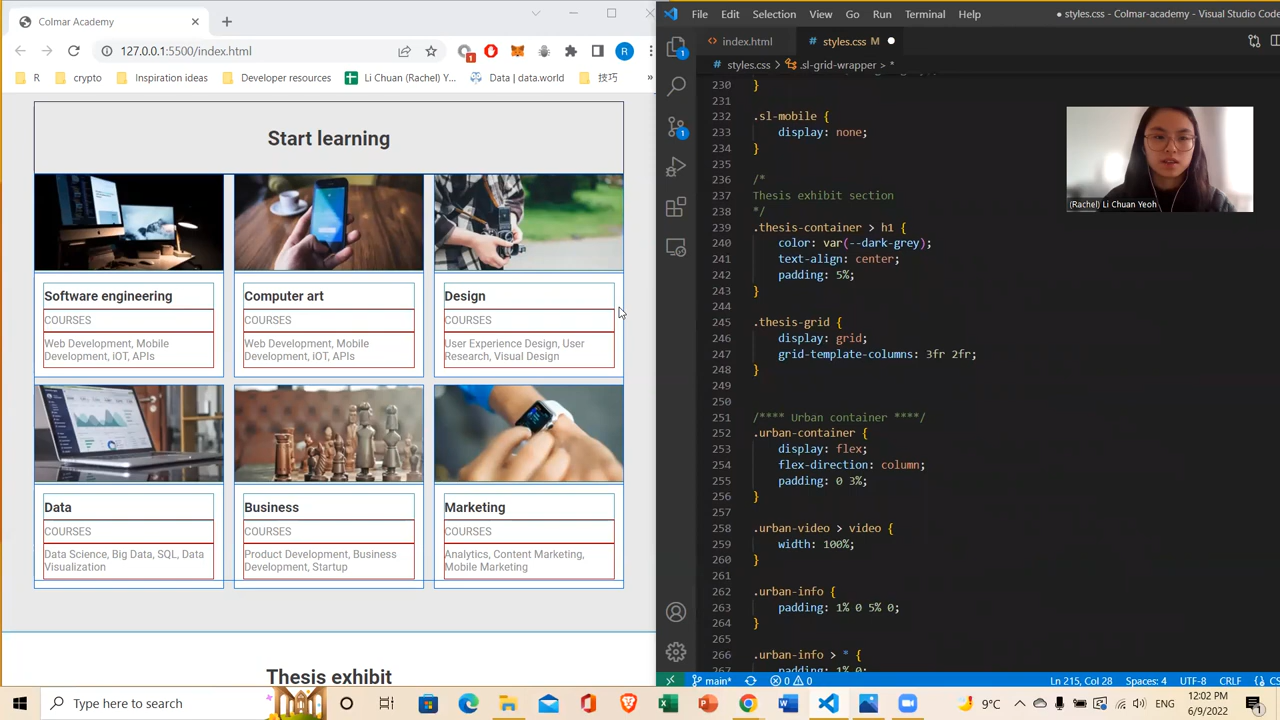 Colmar Academy
127.0.0.1:5500/index.html
1
R
R
crypto
Inspiration ideas
Developer resources
Li Chuan (Rachel) Y...
Data | data.world
技巧
»
Start learning
Software engineering
COURSES
Web Development, Mobile
Development, iOT, APIs
Computer art
COURSES
Web Development, Mobile
Development, iOT, APIs
Design
COURSES
User Experience Design, User
Research, Visual Design
Data
COURSES
Data Science, Big Data, SQL, Data
Visualization
Business
COURSES
Product Development, Business
Development, Startup
Marketing
COURSES
Analytics, Content Marketing,
Mobile Marketing
Thesis exhibit
File Edit Selection View Go Run Terminal Help
● styles.css - Colmar-academy - Visual Studio Code
index.html
# styles.css M ●
# styles.css > .sl-grid-wrapper > *
1
1
230 }
231
232 .sl-mobile {
233 display: none;
234 }
235
236 /*
237 Thesis exhibit section
238 */
239 .thesis-container > h1 {
240 color: var(--dark-grey);
241 text-align: center;
242 padding: 5%;
243 }
244
245 .thesis-grid {
246 display: grid;
247 grid-template-columns: 3fr 2fr;
248 }
249
250
251 /**** Urban container ****/
252 .urban-container {
253 display: flex;
254 flex-direction: column;
255 padding: 0 3%;
256 }
257
258 .urban-video > video {
259 width: 100%;
260 }
261
262 .urban-info {
263 padding: 1% 0 5% 0;
264 }
265
266 .urban-info > * {
267 padding: 1% 0;
(Rachel) Li Chuan Yeoh
main*
0 0
Ln 215, Col 28
Spaces: 4
UTF-8
CRLF
{} CS
Type here to search
9°C
ENG
12:02 PM
6/9/2022
1